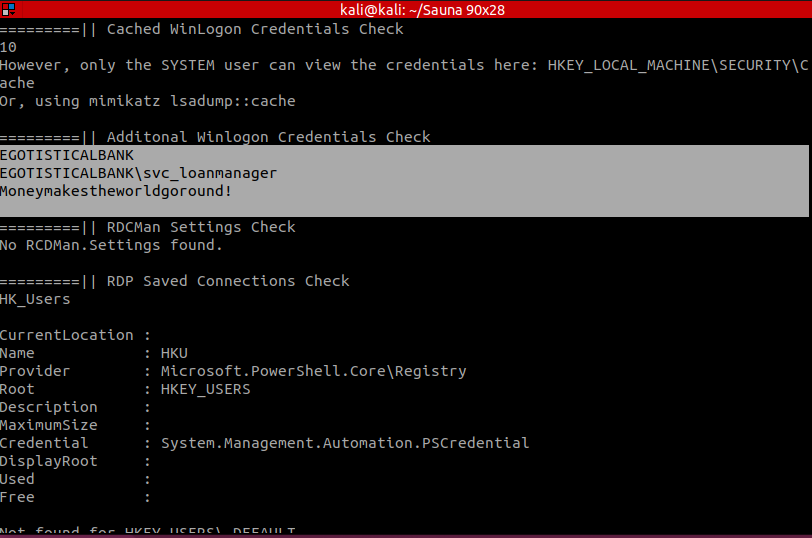 kali@kali: ~/Sauna 90x28
=========|| Cached WinLogon Credentials Check
10
However, only the SYSTEM user can view the credentials here: HKEY_LOCAL_MACHINE\SECURITY\C
ache
Or, using mimikatz lsadump::cache
=========|| Additonal Winlogon Credentials Check
EGOTISTICALBANK
EGOTISTICALBANK\svc_loanmanager
Moneymakestheworldgoround!
=========|| RDCMan Settings Check
No RCDMan.Settings found.
=========|| RDP Saved Connections Check
HK_Users
CurrentLocation :
Name            : HKU
Provider        : Microsoft.PowerShell.Core\Registry
Root            : HKEY_USERS
Description     :
MaximumSize     :
Credential      : System.Management.Automation.PSCredential
DisplayRoot     :
Used            :
Free            :
Not found for HKEY_USERS\.DEFAULT